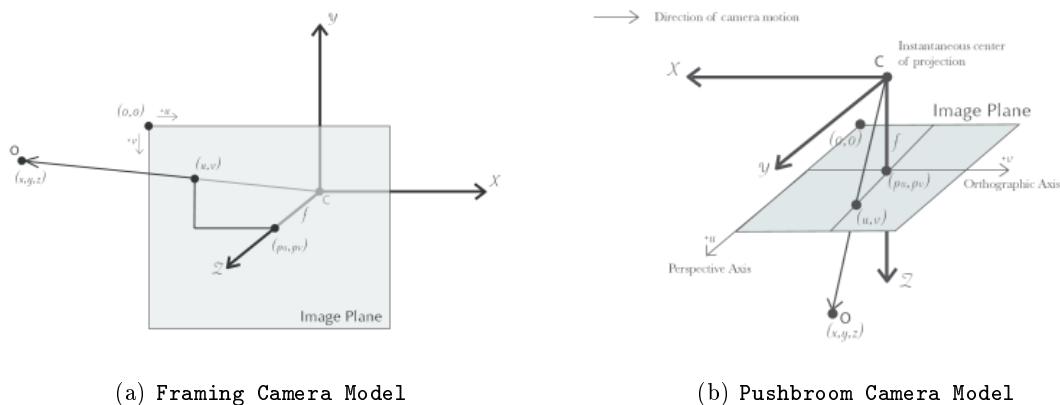 Y
(0,0)
+u
+v
O
(x,y,z)
(u,v)
X
C
f
(pu,pv)
Z
Image Plane
(a) Framing Camera Model
Direction of camera motion
C
Instantaneous center
of projection
X
Image Plane
(0,0)
f
Y
+v
(pu,pv)
Orthographic Axis
(u,v)
+u
Perspective Axis
Z
O
(x,y,z)
(b) Pushbroom Camera Model